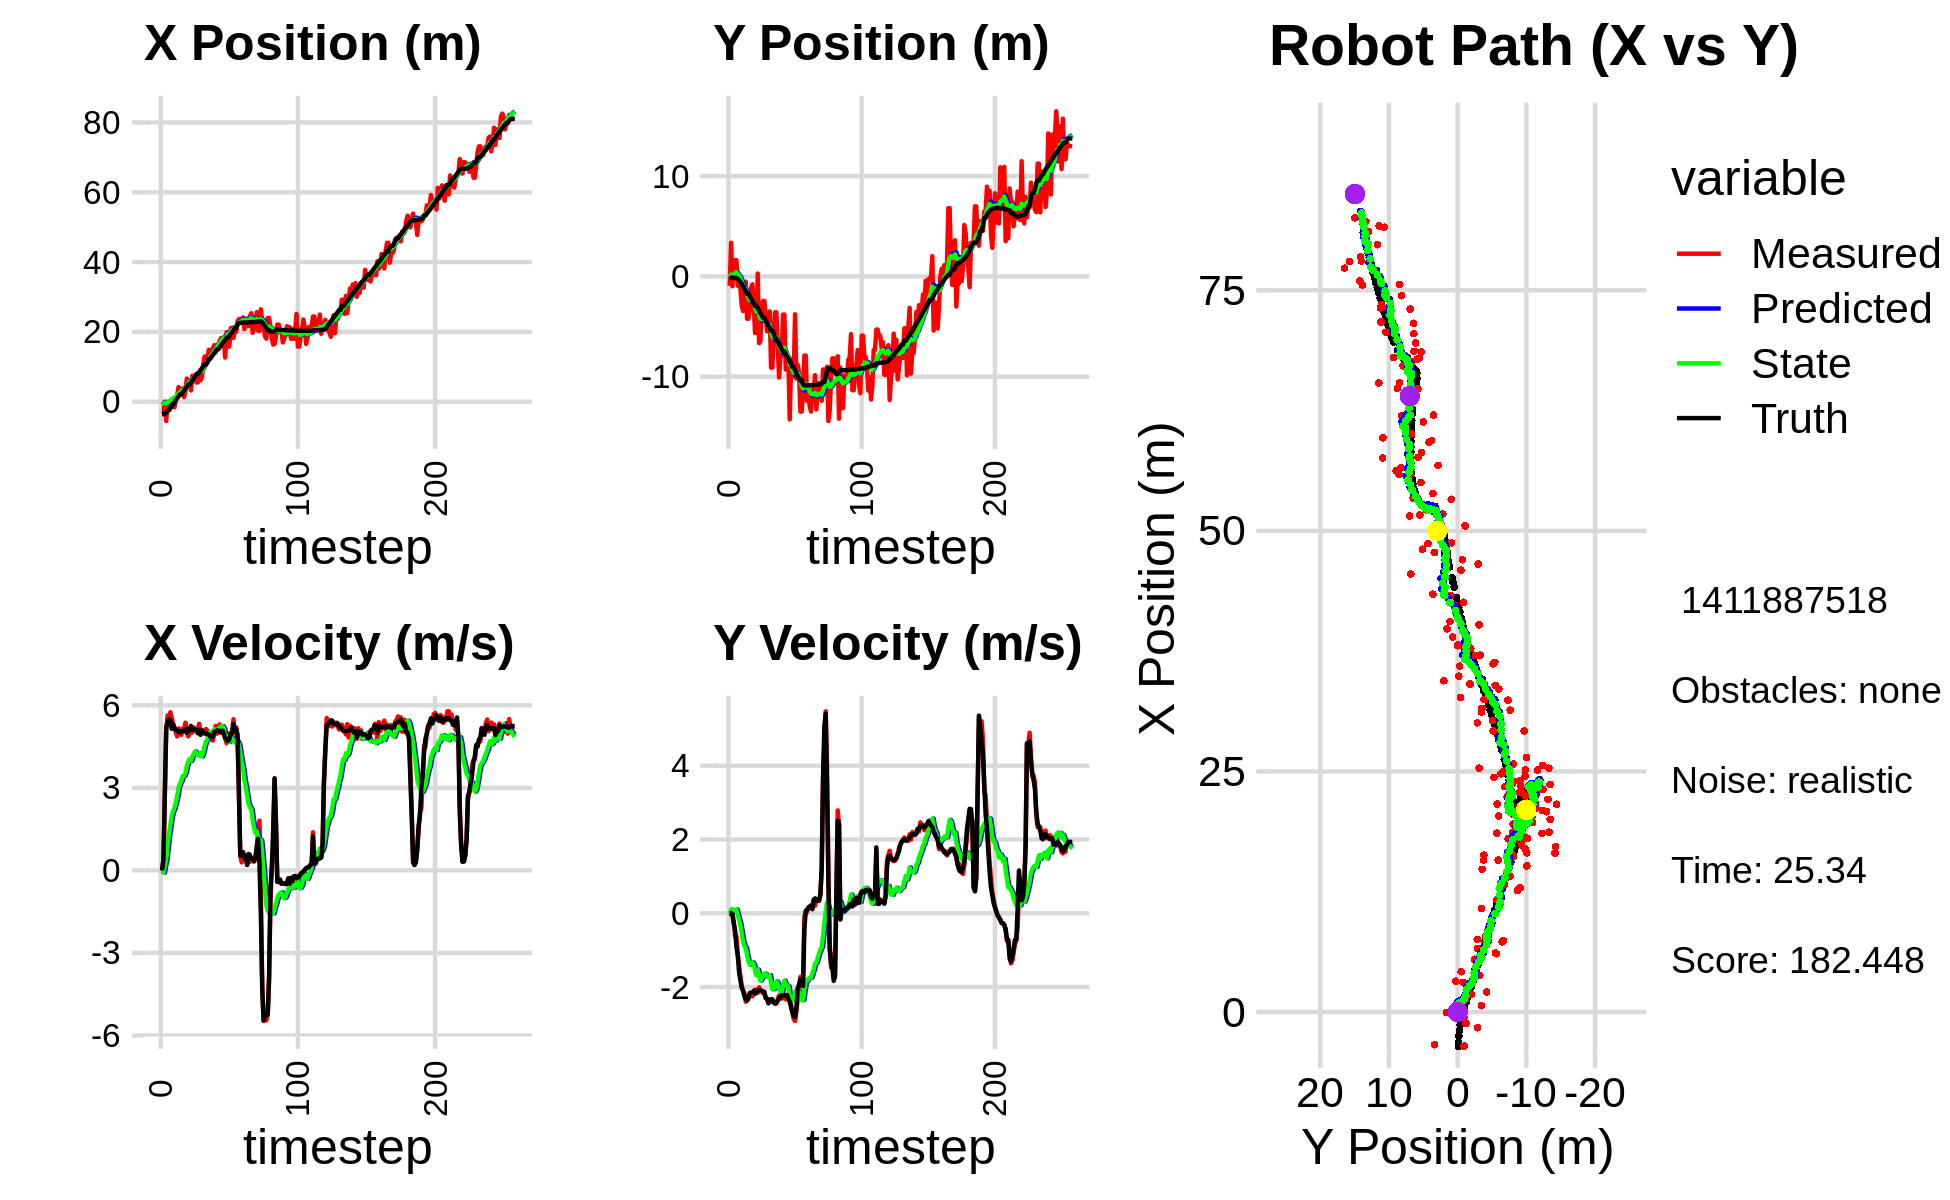 X Position (m)
80
60
40
20
0
0
100
200
timestep
Y Position (m)
10
0
-10
0
100
200
timestep
X Velocity (m/s)
6
3
0
-3
-6
0
100
200
timestep
Y Velocity (m/s)
4
2
0
-2
0
100
200
timestep
Robot Path (X vs Y)
X Position (m)
75
50
25
0
20 10 0 -10 -20
Y Position (m)
variable
Measured
Predicted
State
Truth
1411887518
Obstacles: none
Noise: realistic
Time: 25.34
Score: 182.448